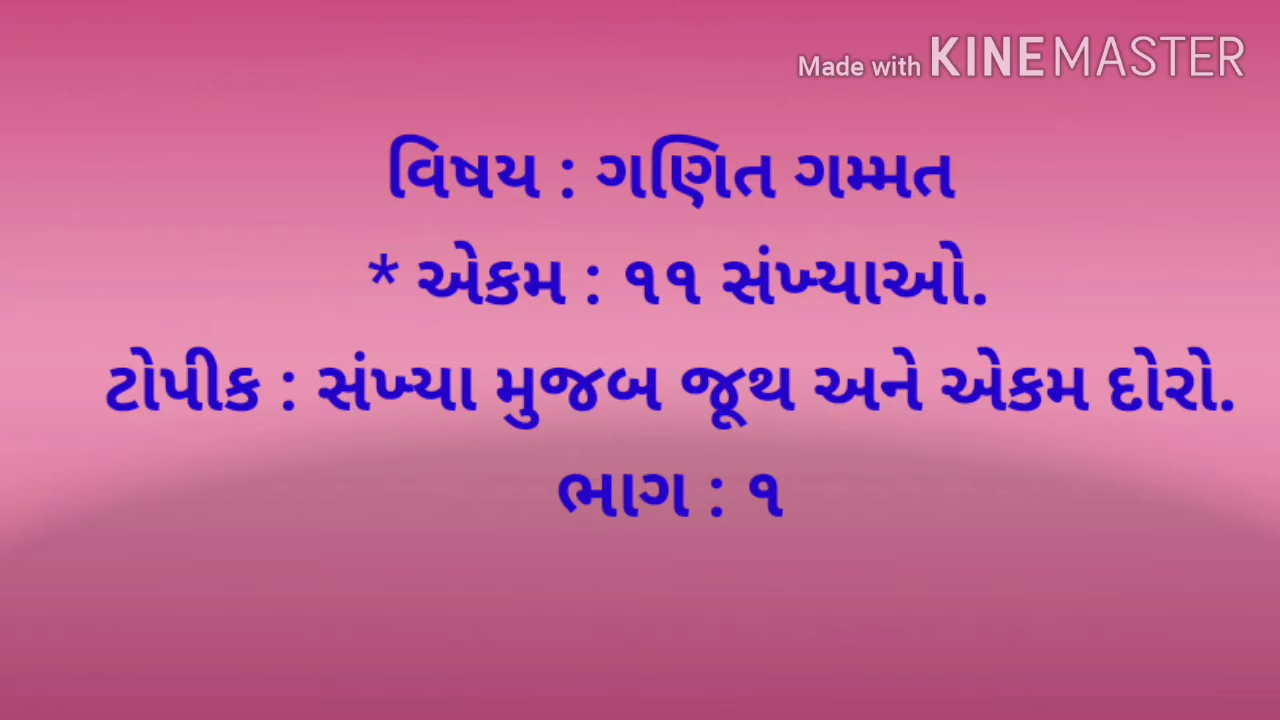 Made with KINEMASTER
વિષય : ગણિત ગમ્મત
* એકમ : ૧૧ સંખ્યાઓ.
ટોપીક : સંખ્યા મુજબ જૂથ અને એકમ દોરો.
ભાગ : ૧